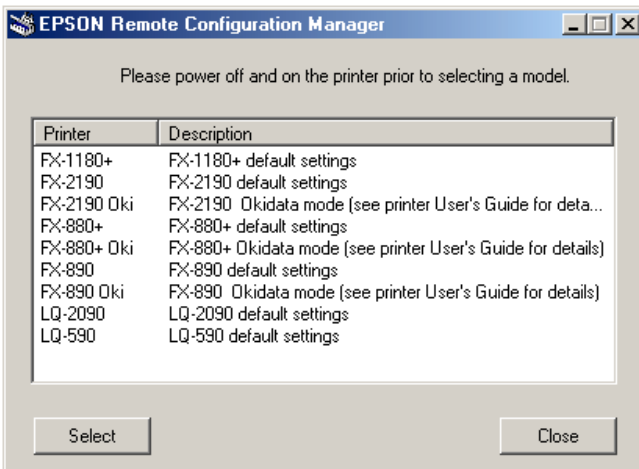 EPSON Remote Configuration Manager
Please power off and on the printer prior to selecting a model.
Printer Description
FX-1180+ FX-1180+ default settings
FX-2190 FX-2190 default settings
FX-2190 Oki FX-2190 Okidata mode (see printer User's Guide for deta...
FX-880+ FX-880+ default settings
FX-880+ Oki FX-880+ Okidata mode (see printer User's Guide for details)
FX-890 FX-890 default settings
FX-890 Oki FX-890 Okidata mode (see printer User's Guide for details)
LQ-2090 LQ-2090 default settings
LQ-590 LQ-590 default settings
Select Close